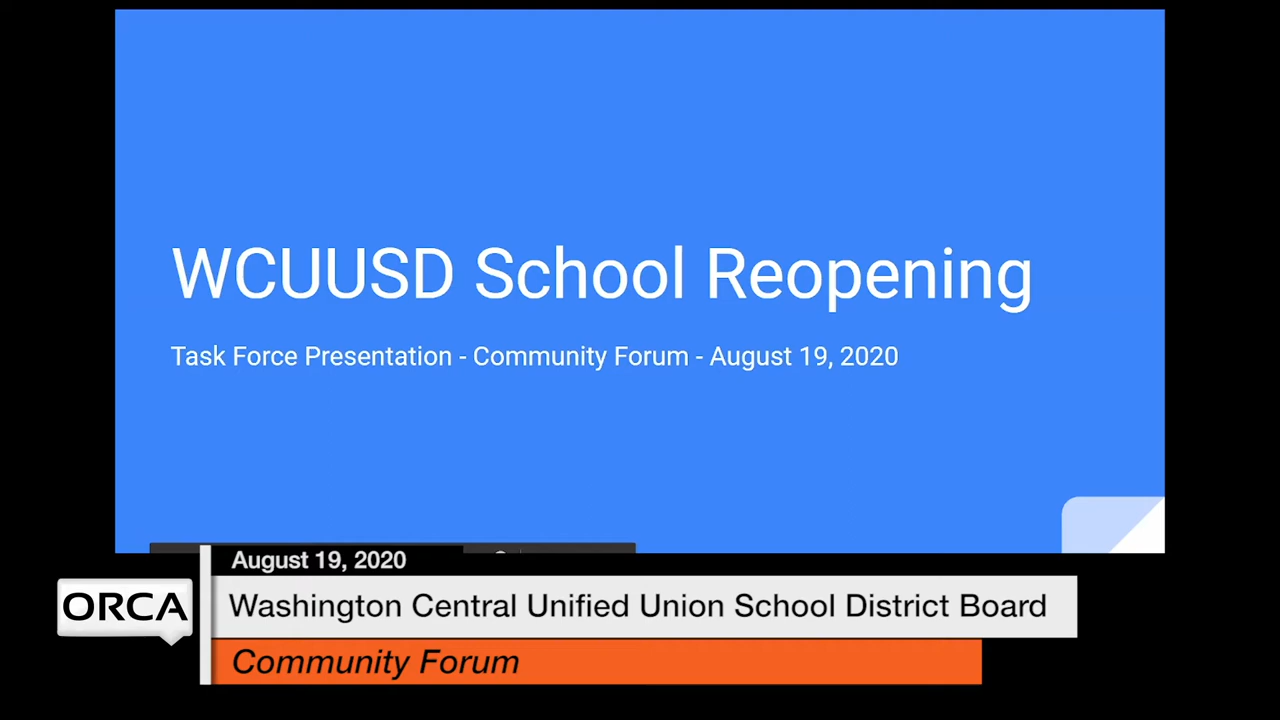 WCUUSD School Reopening
Task Force Presentation - Community Forum - August 19, 2020
August 19, 2020
ORCA
Washington Central Unified Union School District Board
Community Forum